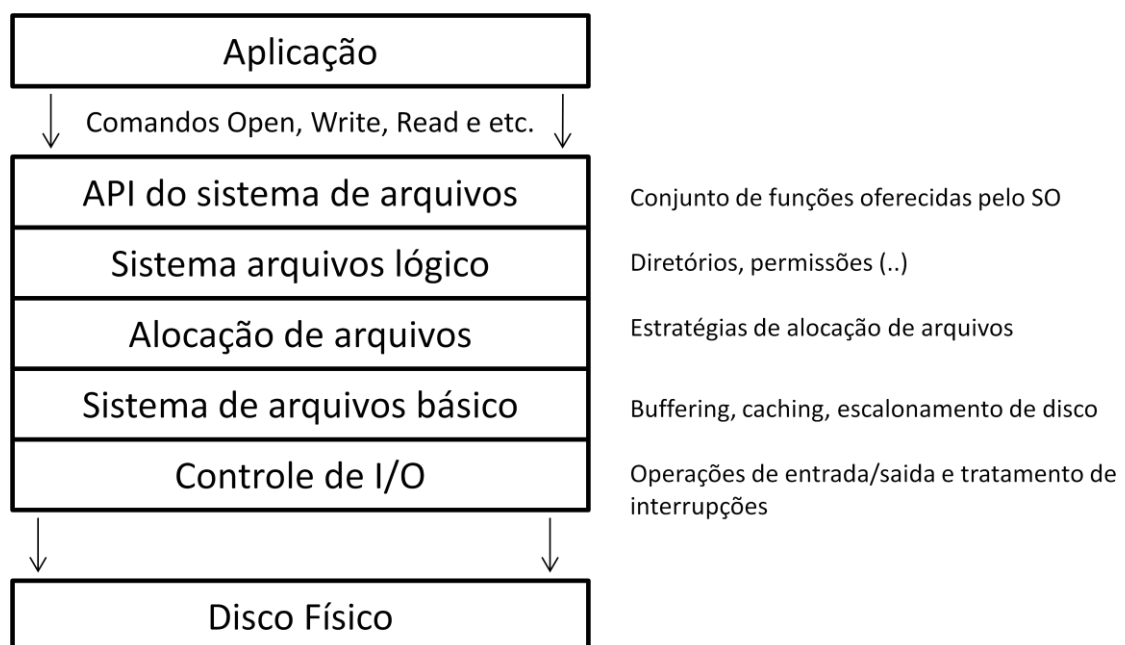 Aplicação
Comandos Open, Write, Read e etc.
API do sistema de arquivos
Conjunto de funções oferecidas pelo SO
Sistema arquivos lógico
Diretórios, permissões (..)
Alocação de arquivos
Estratégias de alocação de arquivos
Sistema de arquivos básico
Buffering, caching, escalonamento de disco
Controle de I/O
Operações de entrada/saida e tratamento de
interrupções
Disco Físico